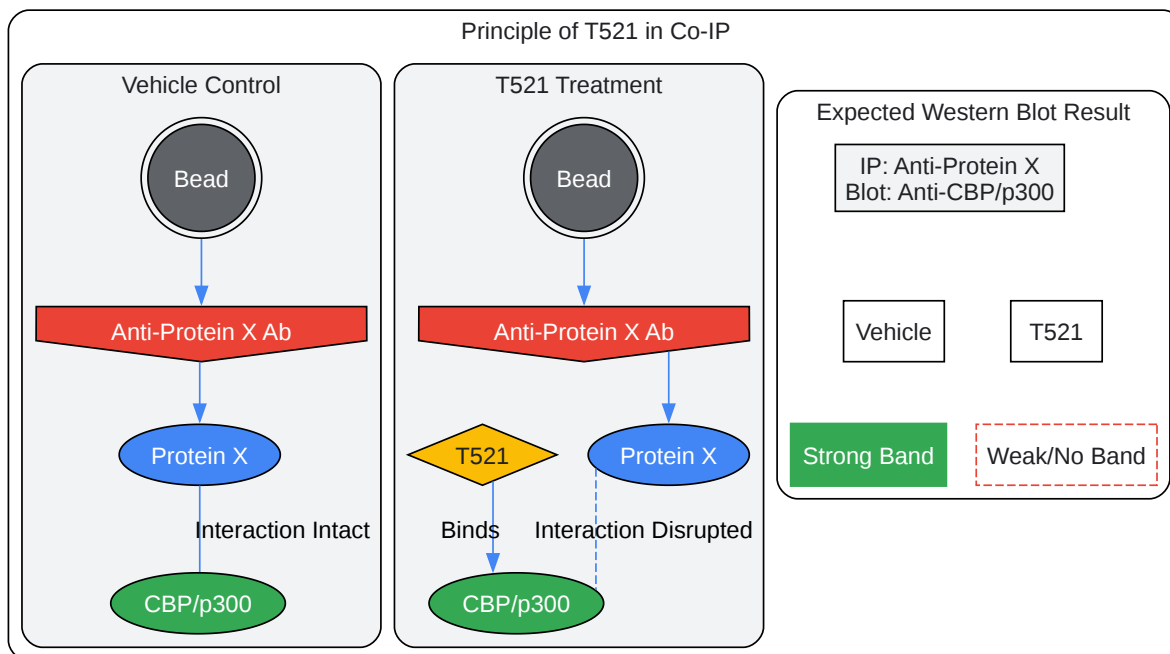 Principle of T521 in Co-IP
Vehicle Control
Bead
Anti-Protein X Ab
Protein X
Interaction Intact
CBP/p300
T521 Treatment
Bead
Anti-Protein X Ab
T521
Protein X
Binds
Interaction Disrupted
CBP/p300
Expected Western Blot Result
IP: Anti-Protein X
Blot: Anti-CBP/p300
Vehicle
T521
Strong Band
Weak/No Band